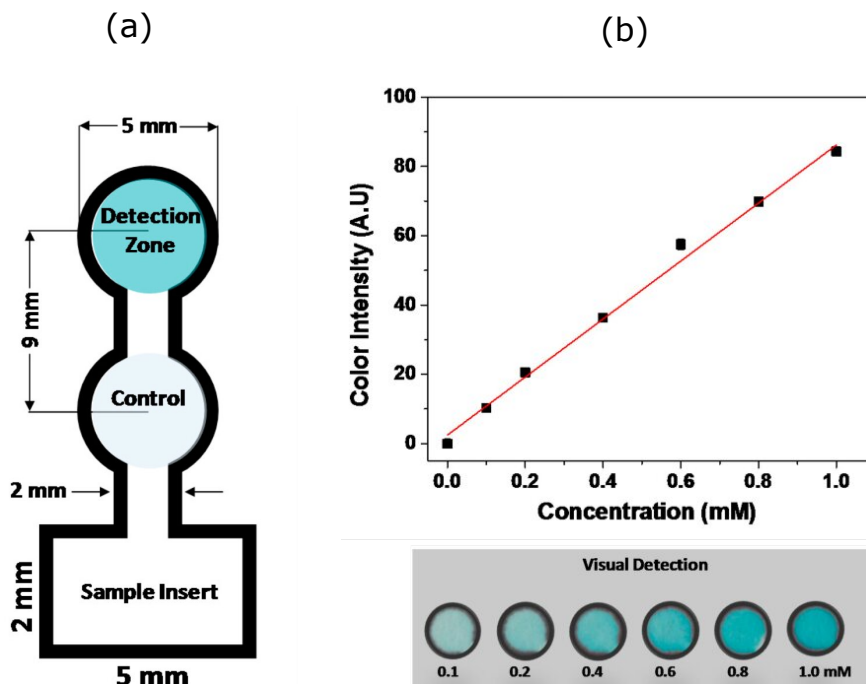 (a)
5 mm
Detection
Zone
9 mm
Control
2 mm
Sample Insert
2 mm
5 mm
(b)
100
80
60
40
20
0
Color Intensity (A.U)
0.0 0.2 0.4 0.6 0.8 1.0
Concentration (mM)
Visual Detection
0.1 0.2 0.4 0.6 0.8 1.0 mM